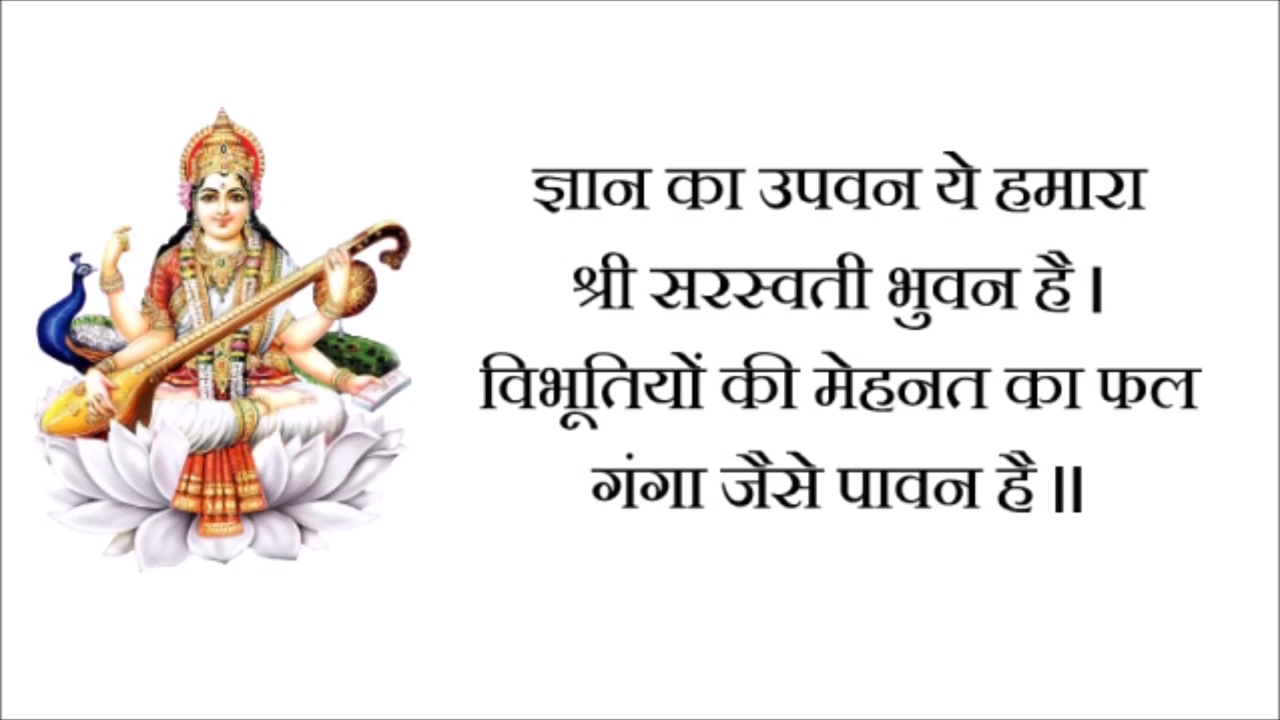 ज्ञान का उपवन ये हमारा
श्री सरस्वती भुवन है ।
विभूतियों की मेहनत का फल
गंगा जैसे पावन है ॥